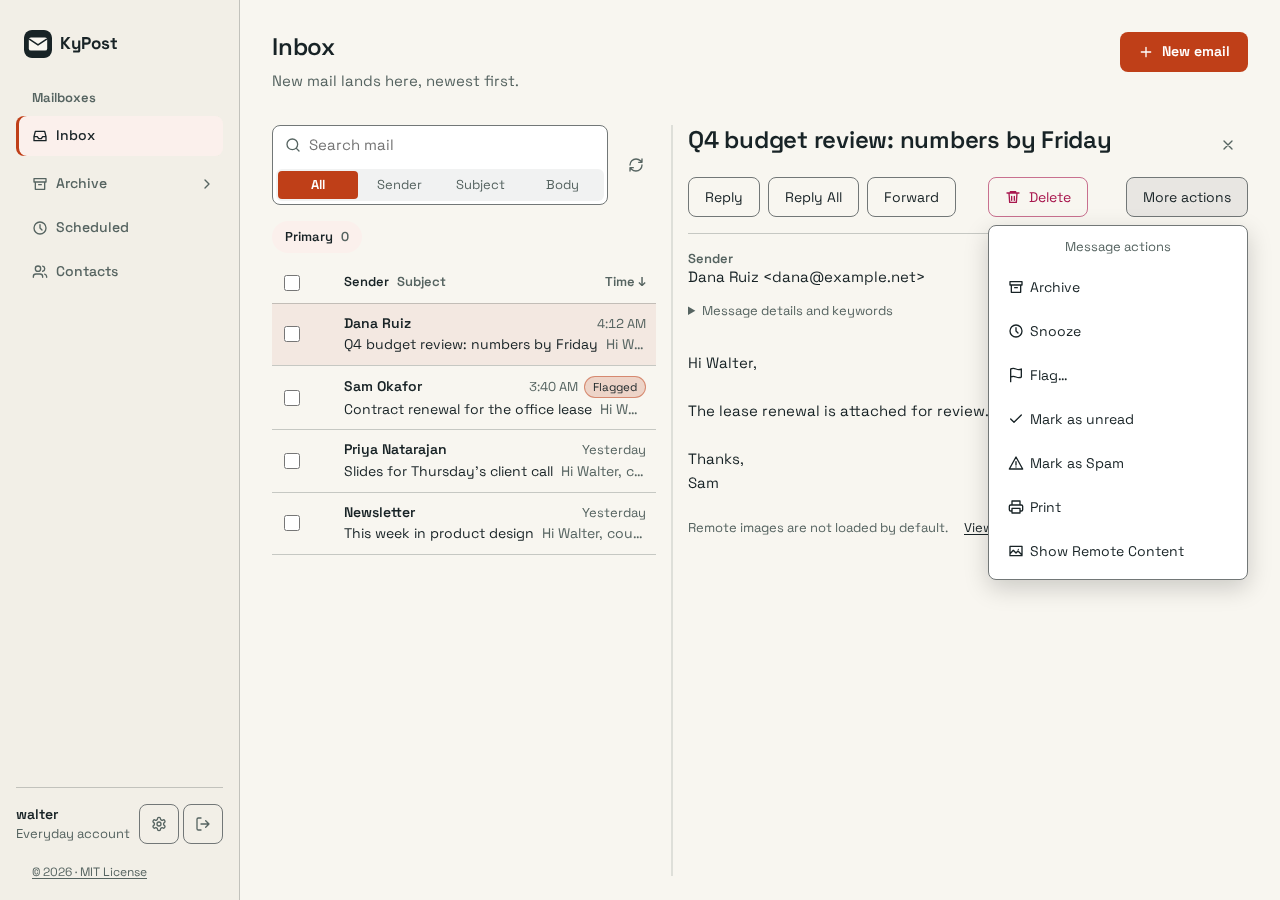 KyPost
Mailboxes
Inbox
Archive
Scheduled
Contacts
walter
Everyday account
© 2026 · MIT License
Inbox
New mail lands here, newest first.
New email
Search mail
All Sender Subject Body
Primary 0
Sender Subject Time ↓
Dana Ruiz 4:12 AM
Q4 budget review: numbers by Friday Hi W...
Sam Okafor 3:40 AM Flagged
Contract renewal for the office lease Hi W...
Priya Natarajan Yesterday
Slides for Thursday's client call Hi Walter, c...
Newsletter Yesterday
This week in product design Hi Walter, cou...
Q4 budget review: numbers by Friday
Reply Reply All Forward Delete More actions
Sender
Dana Ruiz <dana@example.net>
Message details and keywords
Hi Walter,
The lease renewal is attached for review.
Thanks,
Sam
Remote images are not loaded by default. View
Message actions
Archive
Snooze
Flag...
Mark as unread
Mark as Spam
Print
Show Remote Content